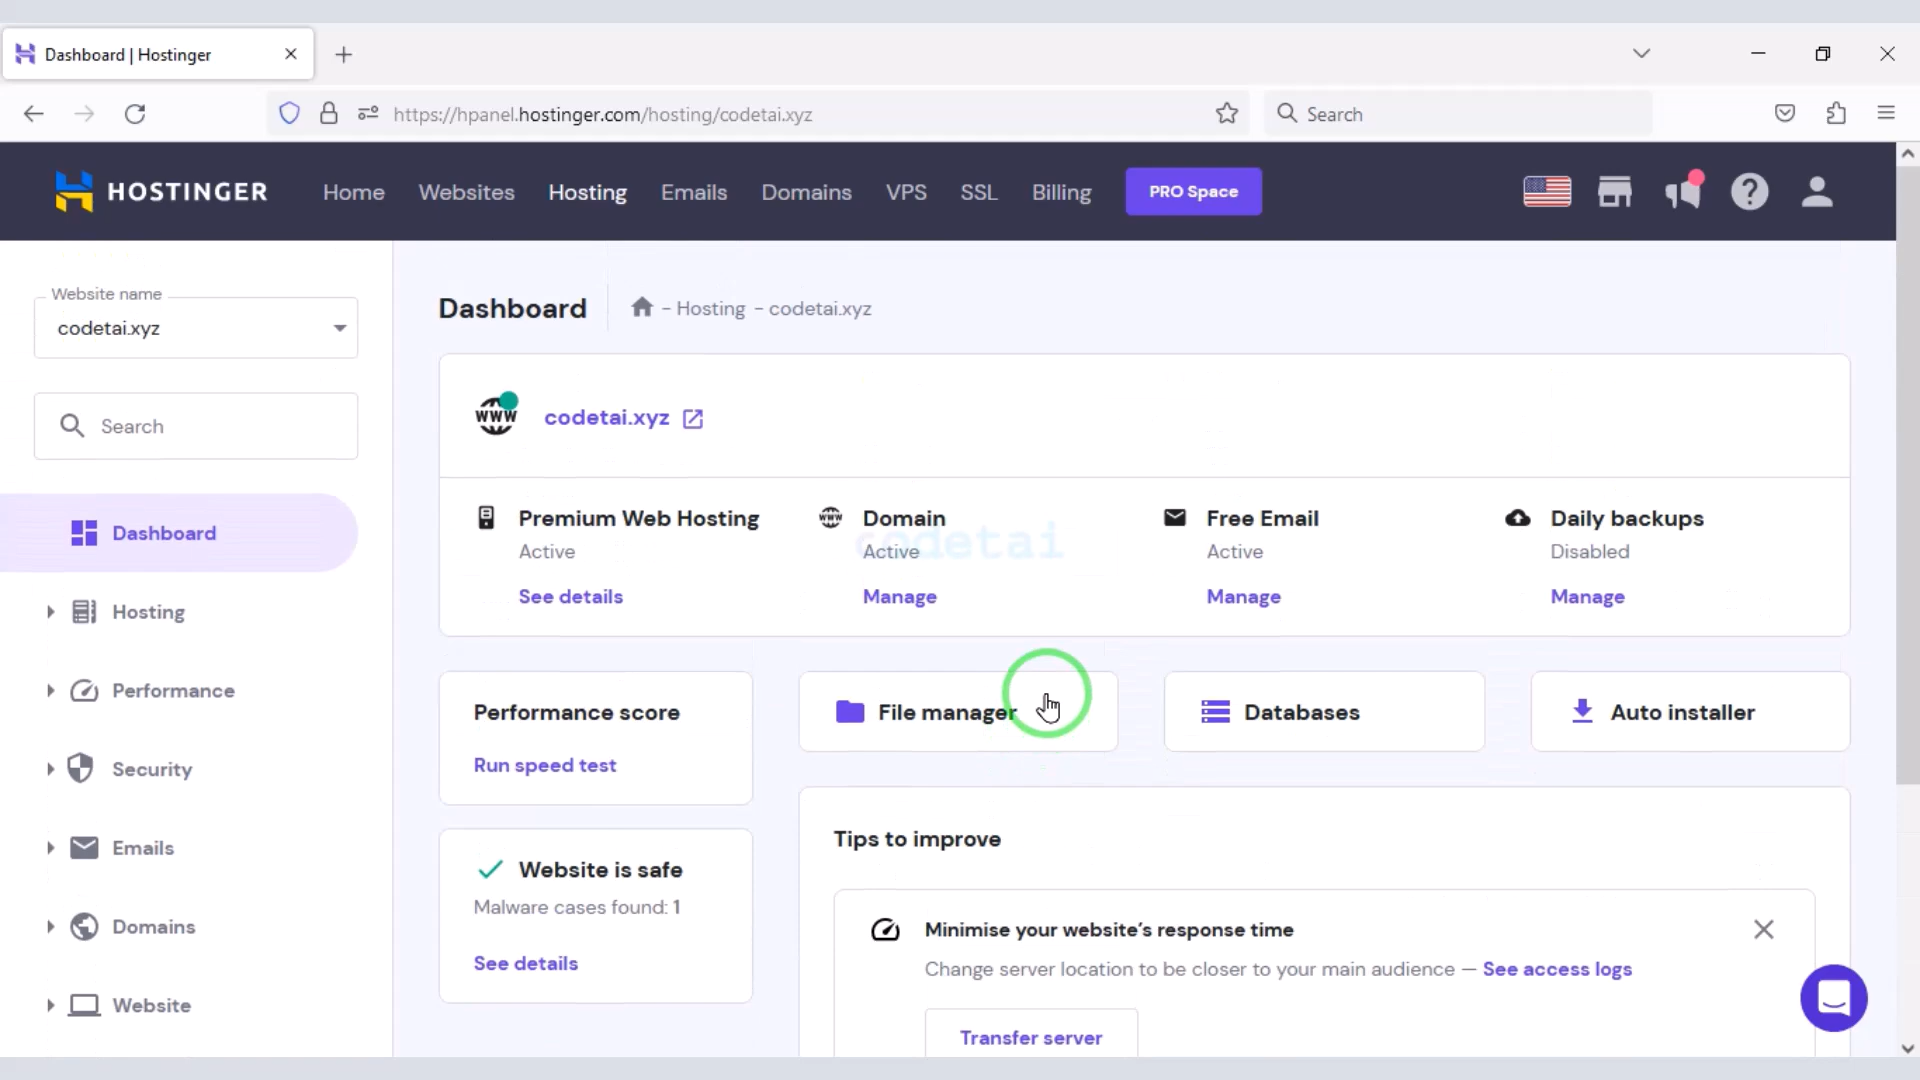 Dashboard | Hostinger
https://hpanel.hostinger.com/hosting/codetai.xyz
Search
HOSTINGER
Home
Websites
Hosting
Emails
Domains
VPS
SSL
Billing
PRO Space
Website name
codetai.xyz
Search
Dashboard
Hosting
Performance
Security
Emails
Domains
Website
Dashboard
- Hosting - codetai.xyz
www
codetai.xyz
Premium Web Hosting
Active
See details
www
Domain
Active
Manage
codetai
Free Email
Active
Manage
Daily backups
Disabled
Manage
Performance score
Run speed test
File manager
Databases
Auto installer
Website is safe
Malware cases found: 1
See details
Tips to improve
Minimise your website’s response time
Change server location to be closer to your main audience — See access logs
Transfer server